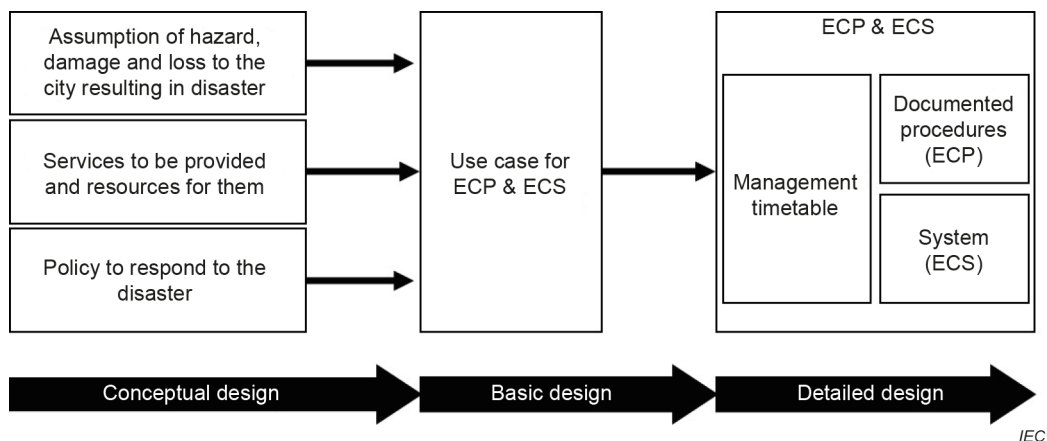 Assumption of hazard,
damage and loss to the
city resulting in disaster
Services to be provided
and resources for them
Policy to respond to the
disaster
Use case for
ECP & ECS
ECP & ECS
Management
timetable
Documented
procedures
(ECP)
System
(ECS)
Conceptual design
Basic design
Detailed design
IEC